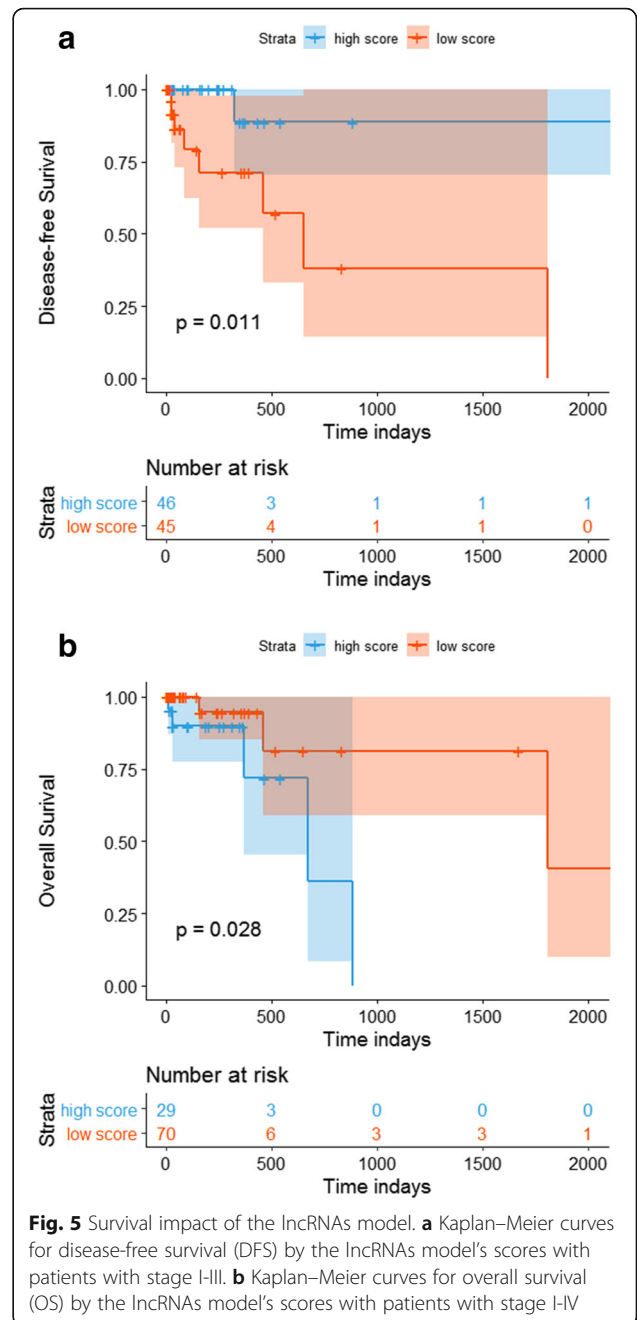 a
Strata high score low score
1.00
0.75
0.50
0.25
0.00
Disease-free Surival
p = 0.011
0 500 1000 1500 2000
Time indays
Number at risk
Strata
high score 46 3 1 1 1
low score 45 4 1 1 0
0 500 1000 1500 2000
Time indays
b
Strata high score low score
1.00
0.75
0.50
0.25
0.00
Overall Survival
p = 0.028
0 500 1000 1500 2000
Time indays
Number at risk
Strata
high score 29 3 0 0 0
low score 70 6 3 3 1
0 500 1000 1500 2000
Time indays
Fig. 5 Survival impact of the lncRNAs model. a Kaplan–Meier curves
for disease-free survival (DFS) by the lncRNAs model's scores with
patients with stage I-III. b Kaplan–Meier curves for overall survival
(OS) by the lncRNAs model's scores with patients with stage I-IV